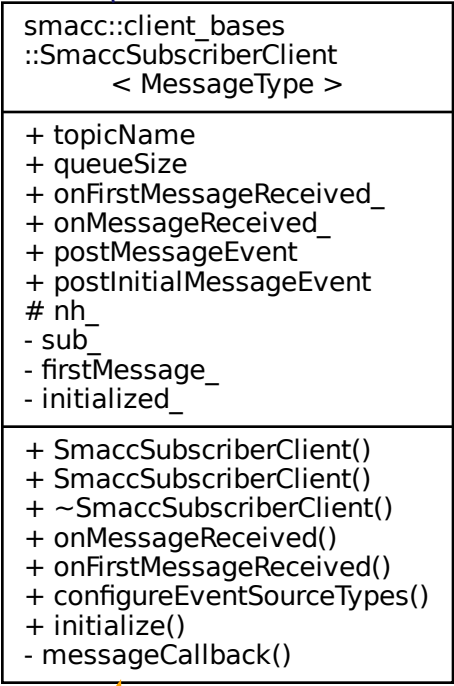 smacc::client_bases
::SmaccSubscriberClient
< MessageType >
+ topicName
+ queueSize
+ onFirstMessageReceived_
+ onMessageReceived_
+ postMessageEvent
+ postInitialMessageEvent
# nh_
- sub_
- firstMessage_
- initialized_
+ SmaccSubscriberClient()
+ SmaccSubscriberClient()
+ ~SmaccSubscriberClient()
+ onMessageReceived()
+ onFirstMessageReceived()
+ configureEventSourceTypes()
+ initialize()
- messageCallback()